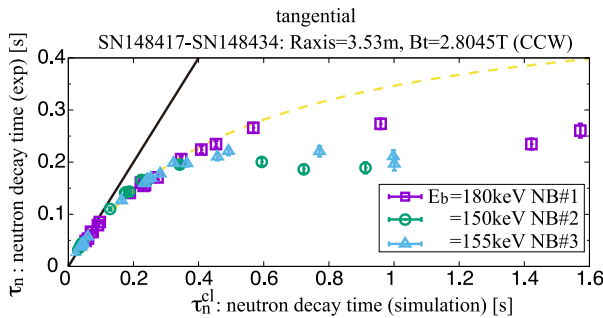 tangential
SN148417-SN148434: Raxis=3.53m, Bt=2.8045T (CCW)
τn: neutron decay time (exp) [s]
0.4
0.3
0.2
0.1
0
0 0.2 0.4 0.6 0.8 1 1.2 1.4 1.6
Eb=180keV NB#1
=150keV NB#2
=155keV NB#3
τn^cl: neutron decay time (simulation) [s]